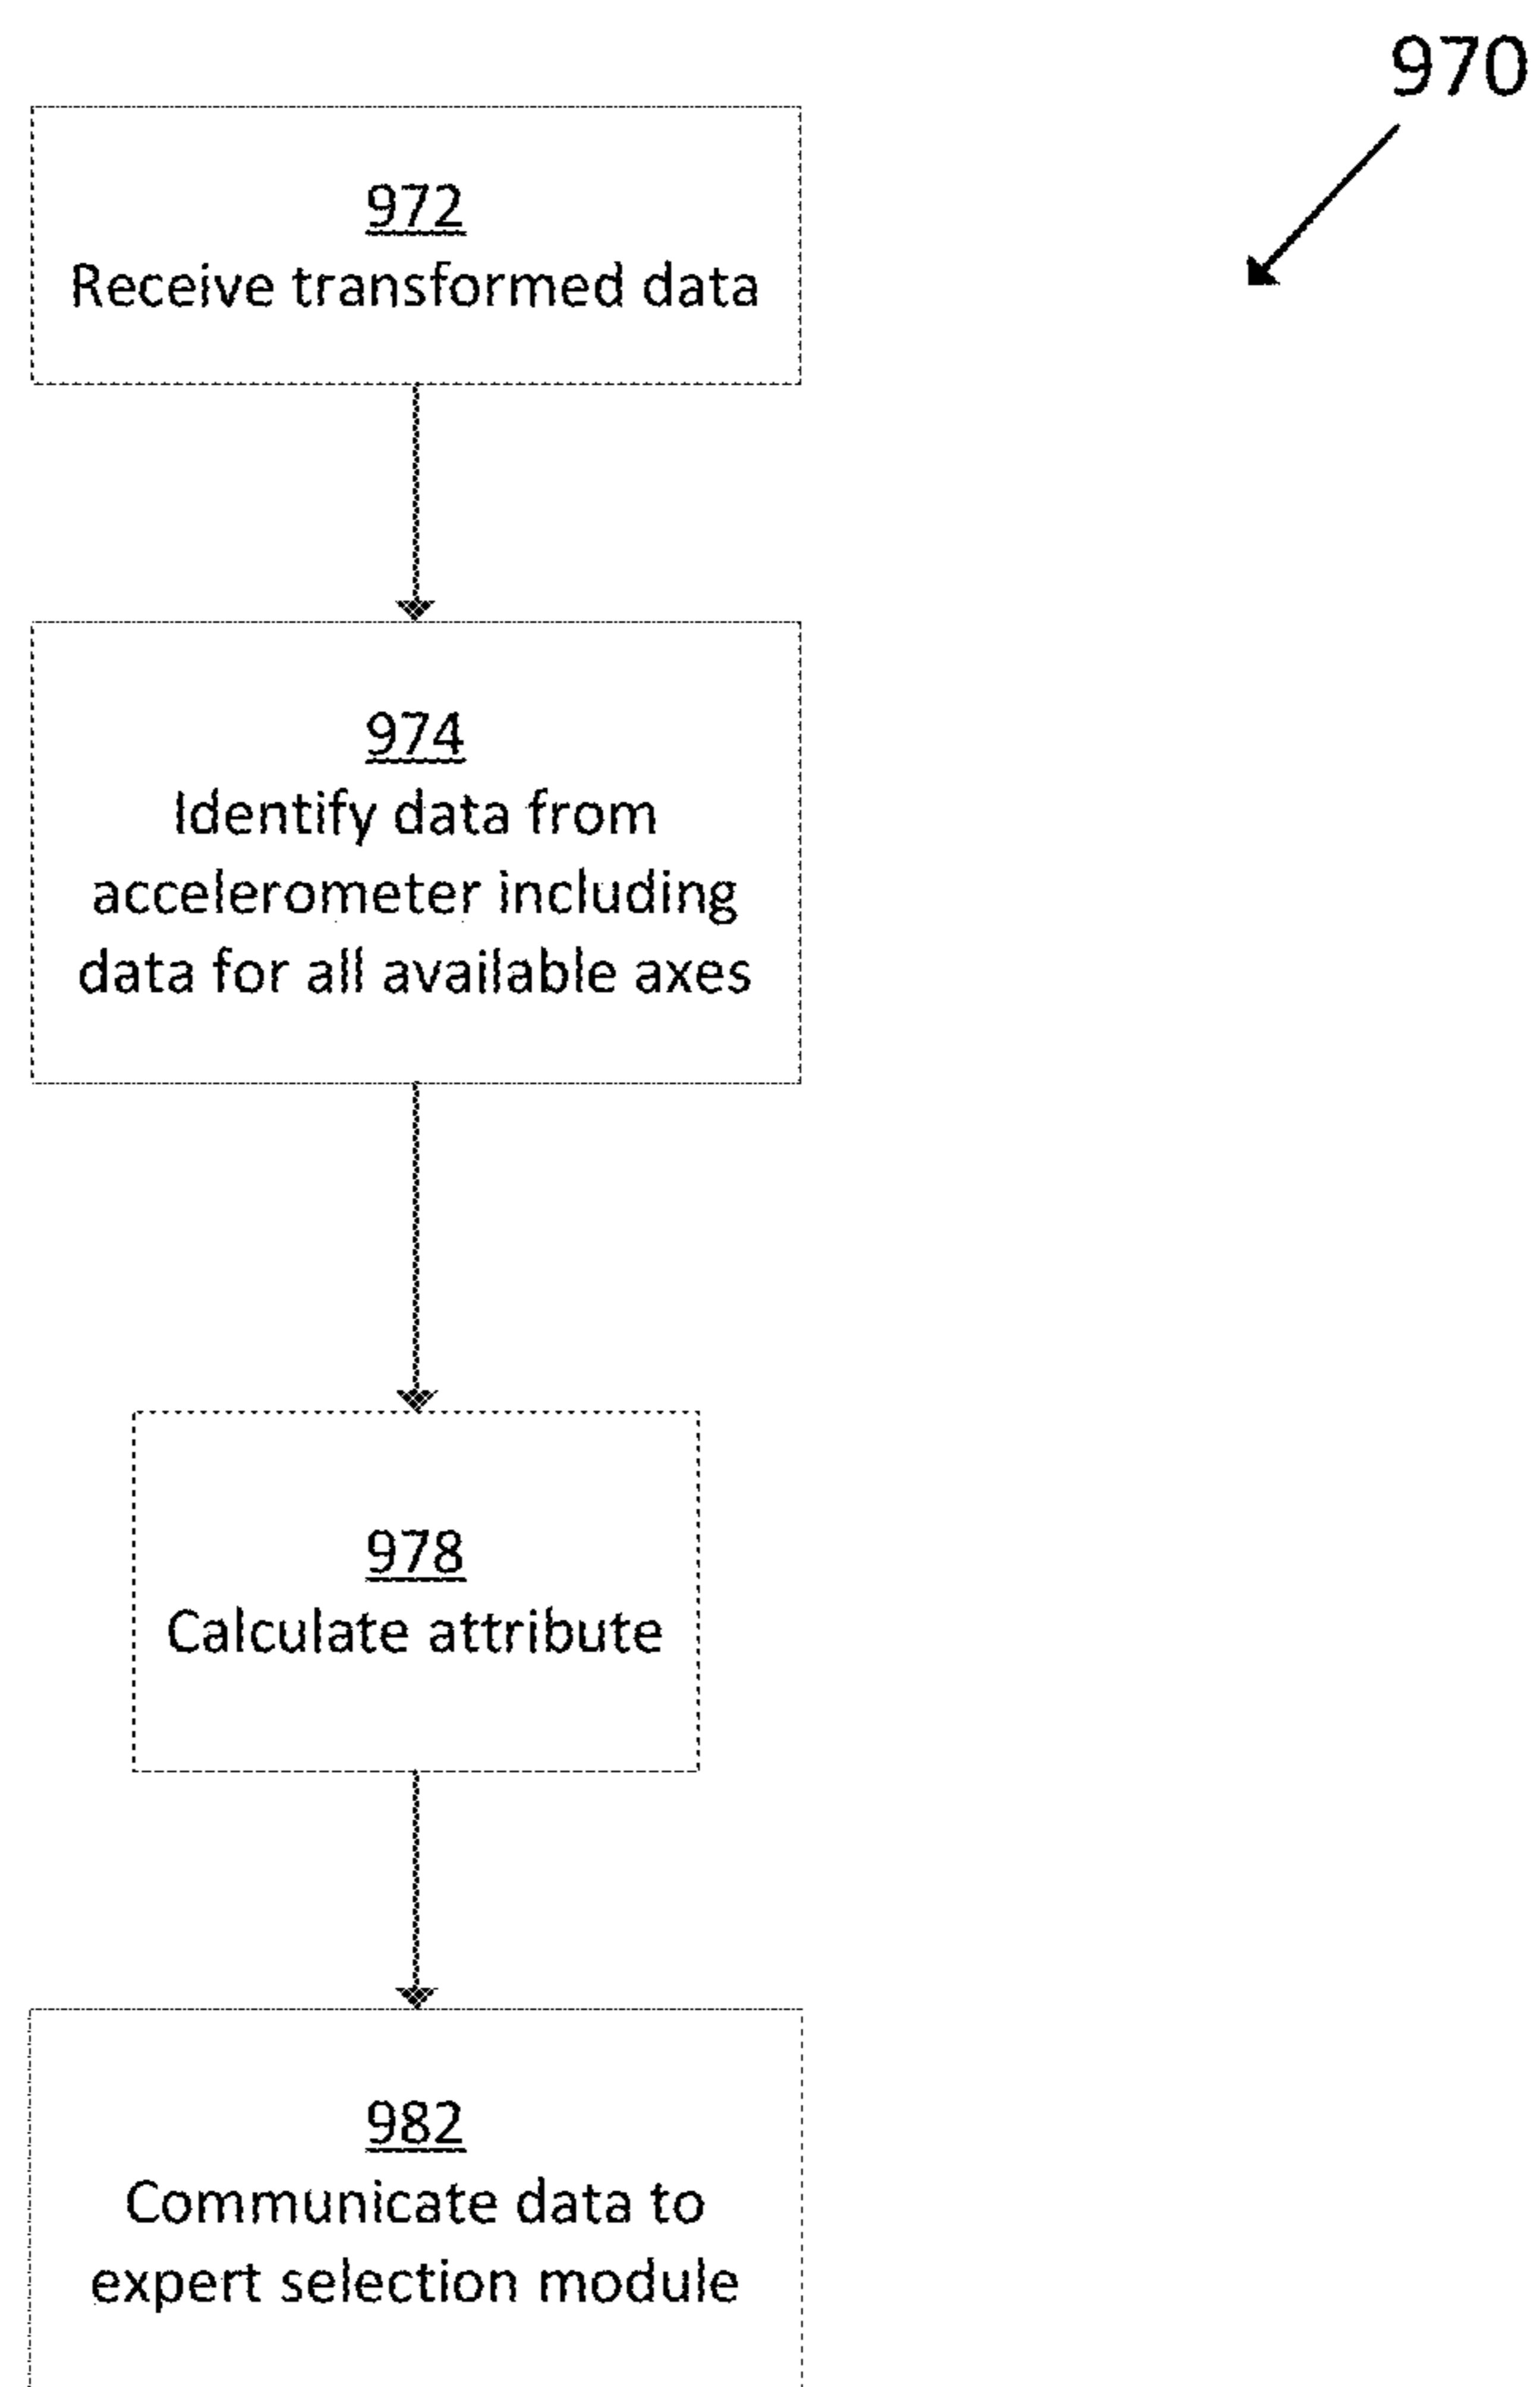 970
972
Receive transformed data
974
Identify data from
accelerometer including
data for all available axes
978
Calculate attribute
982
Communicate data to
expert selection module